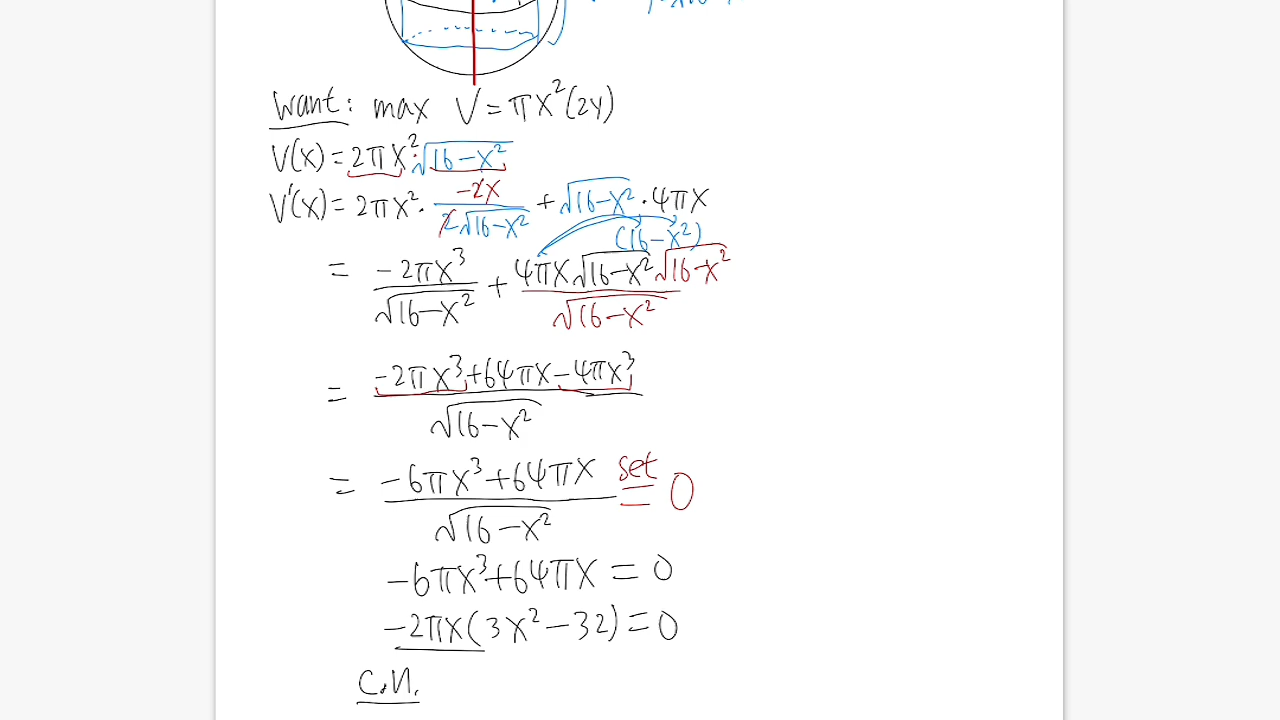 Want: max V = πx²(2y)
V(x) = 2πx²·√(16-x²)
V'(x) = 2πx² · (-2x)/(2√(16-x²)) + √(16-x²) · 4πx
(16-x²)
= (-2πx³)/√(16-x²) + (4πx√(16-x²)√(16-x²))/√(16-x²)
= (-2πx³+64πx-4πx³)/√(16-x²)
= (-6πx³+64πx)/√(16-x²) set = 0
-6πx³+64πx = 0
-2πx(3x²-32) = 0
C.N.